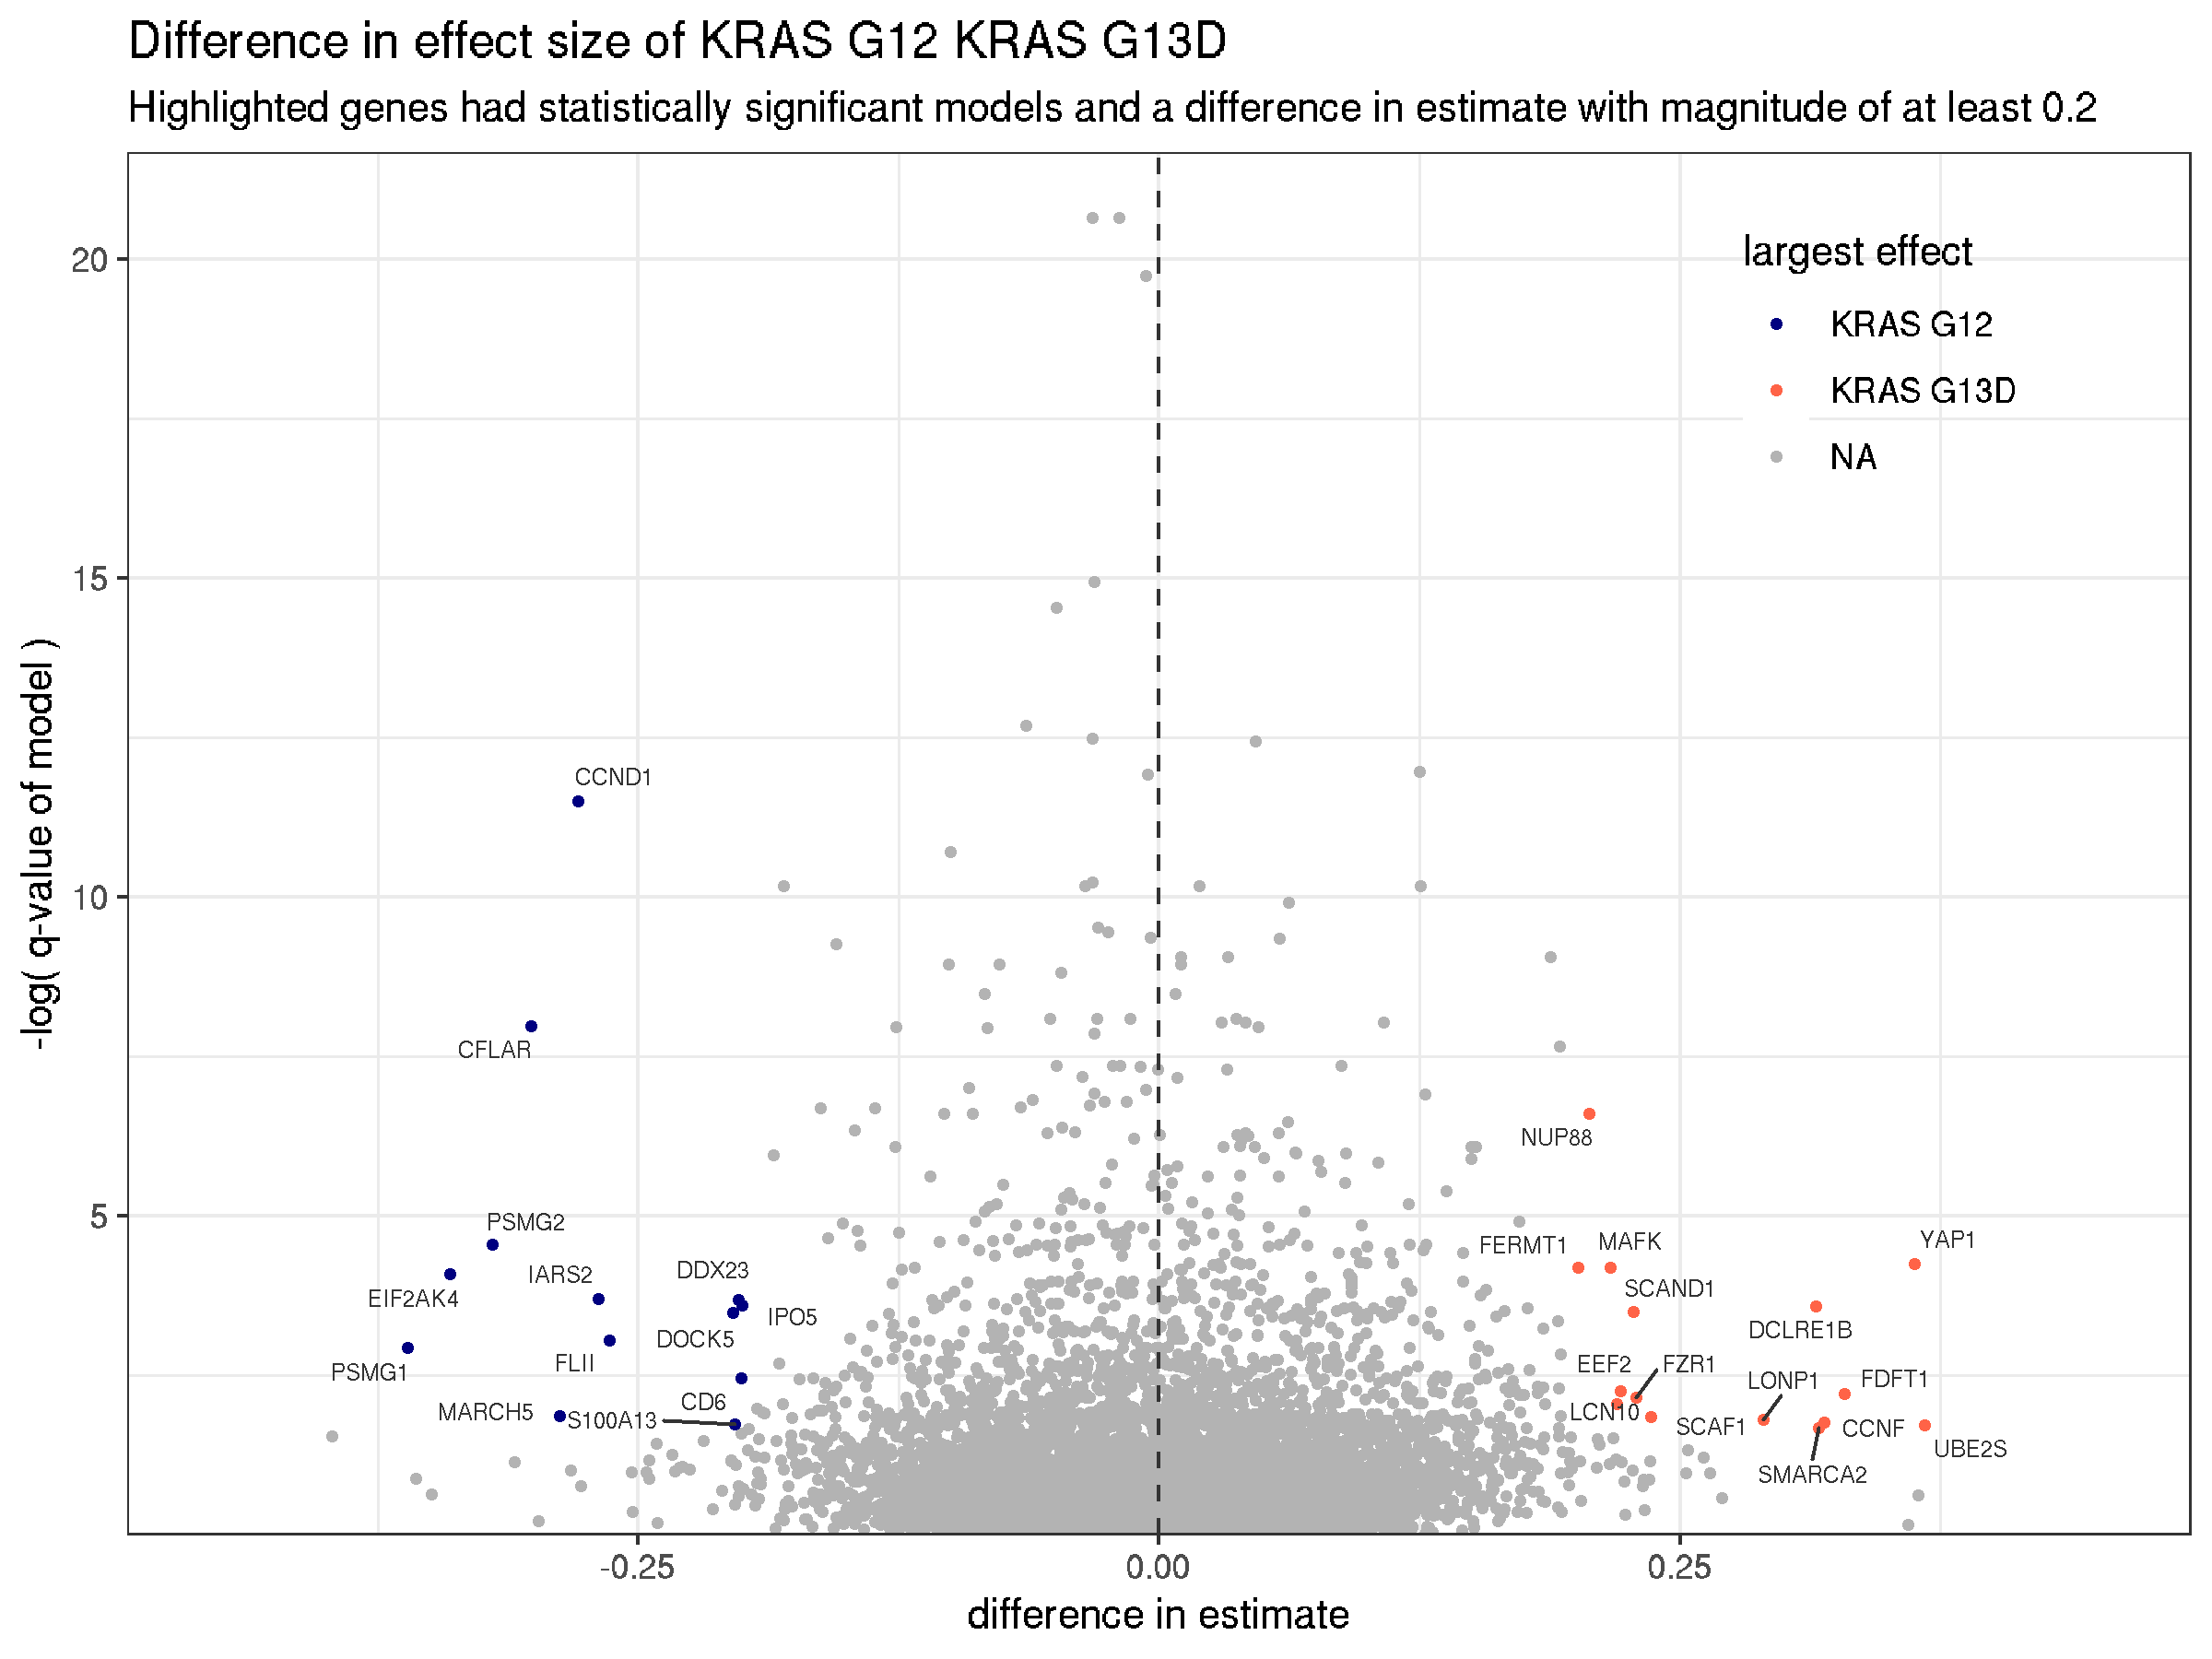 Difference in effect size of KRAS G12 KRAS G13D
Highlighted genes had statistically significant models and a difference in estimate with magnitude of at least 0.2
-log( q-value of model )
20
15
10
5
largest effect
KRAS G12
KRAS G13D
NA
CCND1
CFLAR
NUP88
PSMG2
EIF2AK4
IARS2
DDX23
IPO5
DOCK5
FLII
PSMG1
MARCH5
S100A13
CD6
FERMT1
MAFK
YAP1
SCAND1
DCLRE1B
EEF2
FZR1
LONP1
FDFT1
LCN10
SCAF1
CCNF
UBE2S
SMARCA2
-0.25
0.00
0.25
difference in estimate